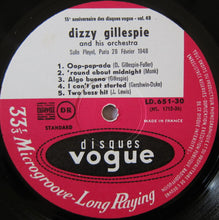 15e anniversaire des disques vogue - vol. 48
dizzy gillespie
and his orchestra
Salle Pleyel, Paris 28 Février 1948
1 - Oop-pop-ada (D. Gillespie-Fuller)
2 - 'round about midnight (Monk)
3 - Algo bueno (Gillespie)
4 - I can't get started (Gershwin-Duke)
5 - Two bass hit (J. Lewis)
DR
STANDARD
LD.651-30
MADE IN FRANCE
disques
vogue
33⅓ Microgroove - Long Playing